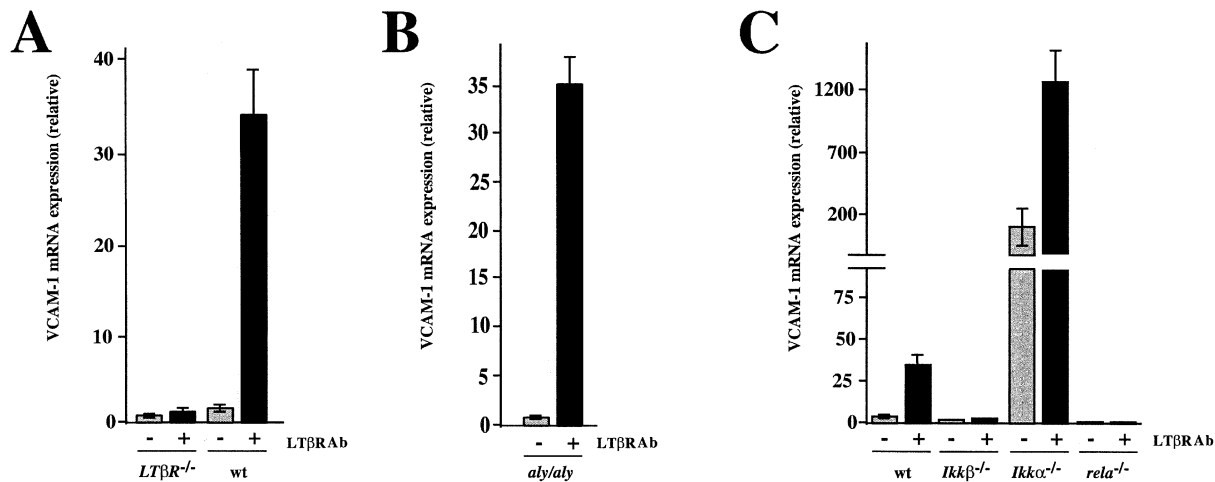 A
VCAM-1 mRNA expression (relative)
40
30
20
10
0
- + - + LTβRAb
LTβR-/- wt
B
VCAM-1 mRNA expression (relative)
35
30
25
20
15
10
5
0
- + LTβRAb
aly/aly
C
VCAM-1 mRNA expression (relative)
1200
700
200
75
50
25
0
- + - + - + - + LTβRAb
wt Ikkβ-/- Ikkα-/- rela-/-